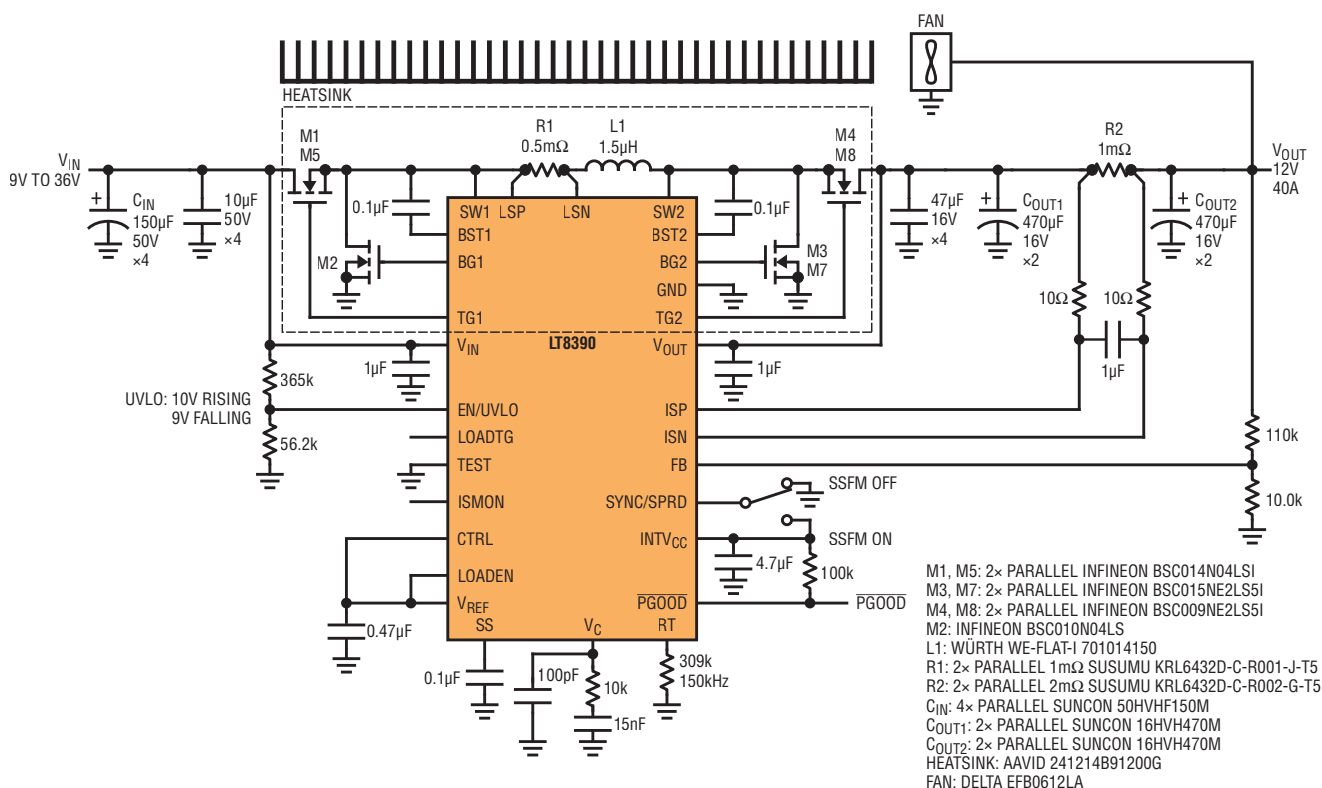 FAN
HEATSINK
M1
M5
R1
0.5mΩ
L1
1.5µH
M4
M8
R2
1mΩ
VIN
9V TO 36V
VOUT
12V
40A
+
CIN
150µF
50V
×4
10µF
50V
×4
0.1µF
SW1
LSP
LSN
SW2
0.1µF
47µF
16V
×4
+
COUT1
470µF
16V
×2
+
COUT2
470µF
16V
×2
BST1
BST2
M2
BG1
BG2
M3
M7
GND
10Ω
10Ω
TG1
TG2
VIN
LT8390
VOUT
1µF
1µF
1µF
365k
UVLO: 10V RISING
9V FALLING
EN/UVLO
ISP
56.2k
LOADTG
ISN
110k
TEST
FB
SSFM OFF
ISMON
SYNC/SPRD
10.0k
CTRL
INTVCC
SSFM ON
4.7µF
100k
LOADEN
VREF
PGOOD
PGOOD
0.47µF
SS
VC
RT
0.1µF
100pF
10k
15nF
309k
150kHz
M1, M5: 2× PARALLEL INFINEON BSC014N04LSI
M3, M7: 2× PARALLEL INFINEON BSC015NE2LS5I
M4, M8: 2× PARALLEL INFINEON BSC009NE2LS5I
M2: INFINEON BSC010N04LS
L1: WÜRTH WE-FLAT-I 701014150
R1: 2× PARALLEL 1mΩ SUSUMU KRL6432D-C-R001-J-T5
R2: 2× PARALLEL 2mΩ SUSUMU KRL6432D-C-R002-G-T5
CIN: 4× PARALLEL SUNCON 50HVHF150M
COUT1: 2× PARALLEL SUNCON 16HVH470M
COUT2: 2× PARALLEL SUNCON 16HVH470M
HEATSINK: AAVID 241214B91200G
FAN: DELTA EFB0612LA